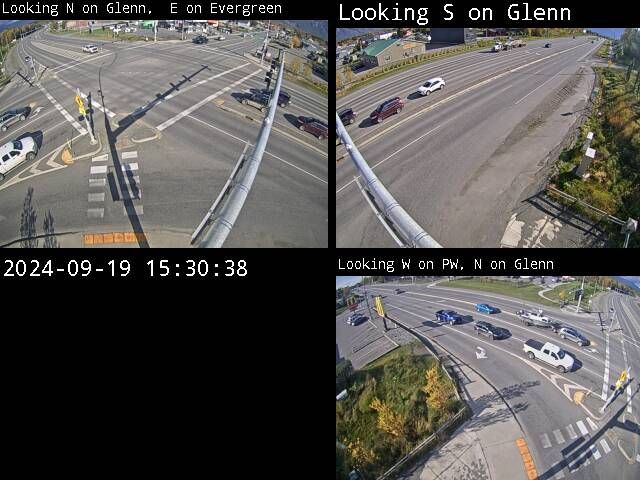 Looking N on Glenn, E on Evergreen
Looking S on Glenn
2024-09-19 15:30:38
Looking W on PW, N on Glenn